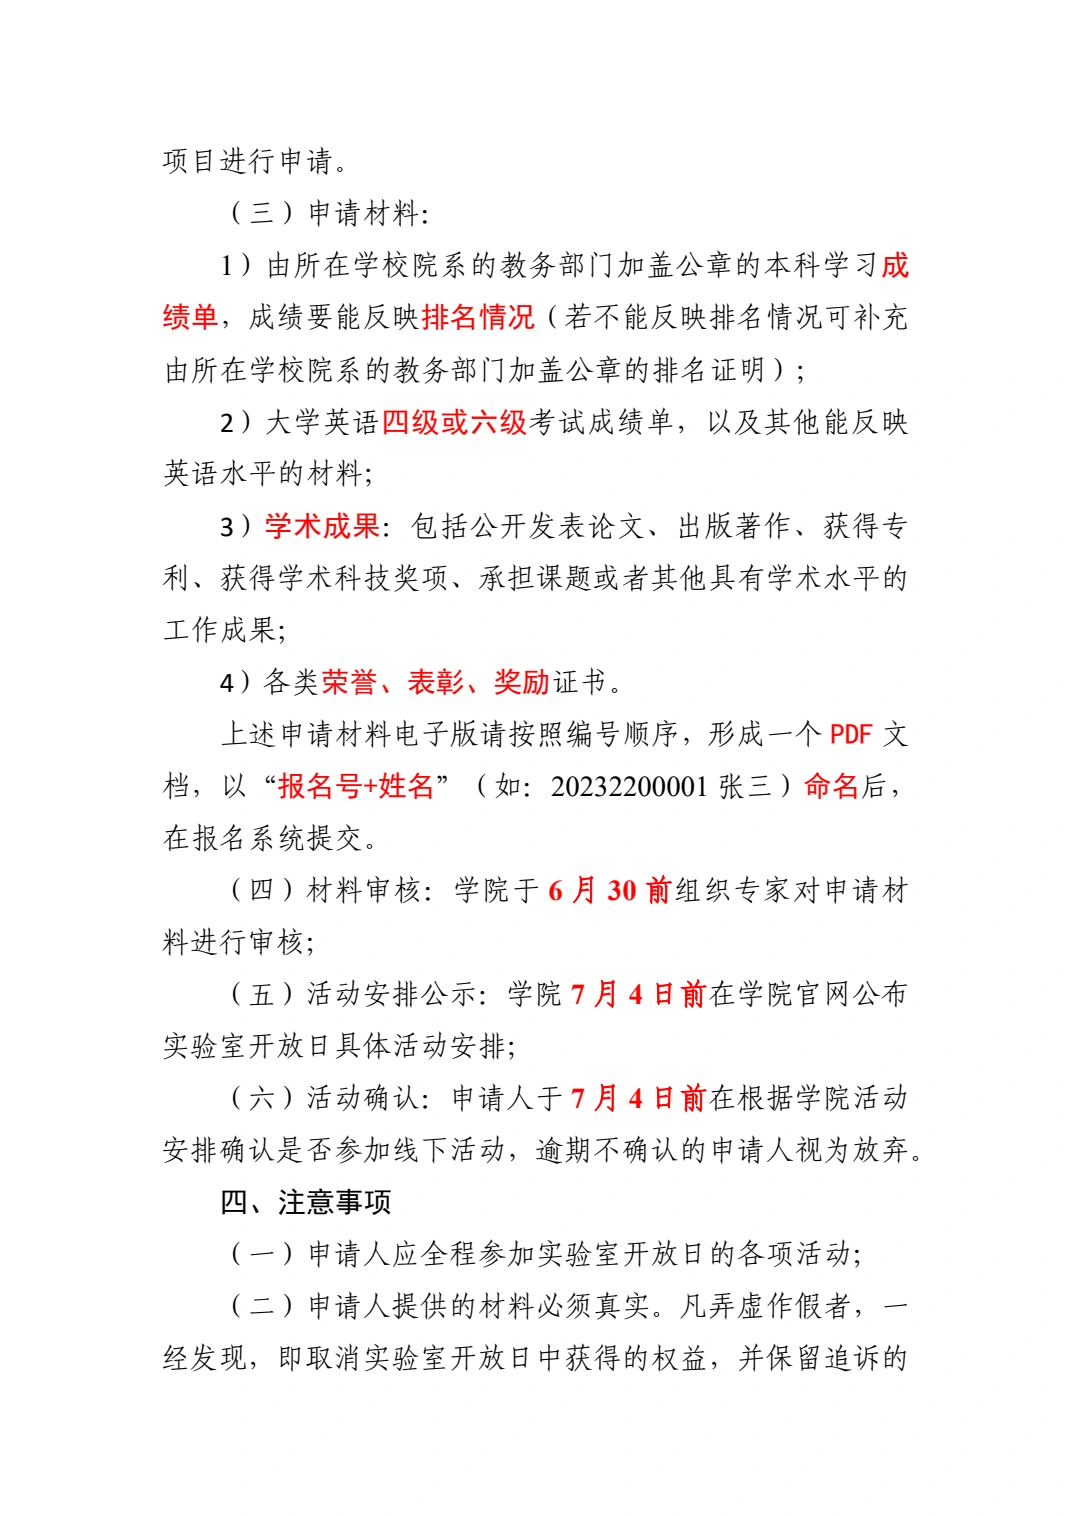 项目进行申请。
（三）申请材料：
1）由所在学校院系的教务部门加盖公章的本科学习成
绩单，成绩要能反映排名情况（若不能反映排名情况可补充
由所在学校院系的教务部门加盖公章的排名证明）；
2）大学英语四级或六级考试成绩单，以及其他能反映
英语水平的材料；
3）学术成果：包括公开发表论文、出版著作、获得专
利、获得学术科技奖项、承担课题或者其他具有学术水平的
工作成果；
4）各类荣誉、表彰、奖励证书。
上述申请材料电子版请按照编号顺序，形成一个 PDF 文
档，以“报名号+姓名”（如：20232200001 张三）命名后，
在报名系统提交。
（四）材料审核：学院于 6 月 30 前组织专家对申请材
料进行审核；
（五）活动安排公示：学院 7 月 4 日前在学院官网公布
实验室开放日具体活动安排；
（六）活动确认：申请人于 7 月 4 日前在根据学院活动
安排确认是否参加线下活动，逾期不确认的申请人视为放弃。
四、注意事项
（一）申请人应全程参加实验室开放日的各项活动；
（二）申请人提供的材料必须真实。凡弄虚作假者，一
经发现，即取消实验室开放日中获得的权益，并保留追诉的